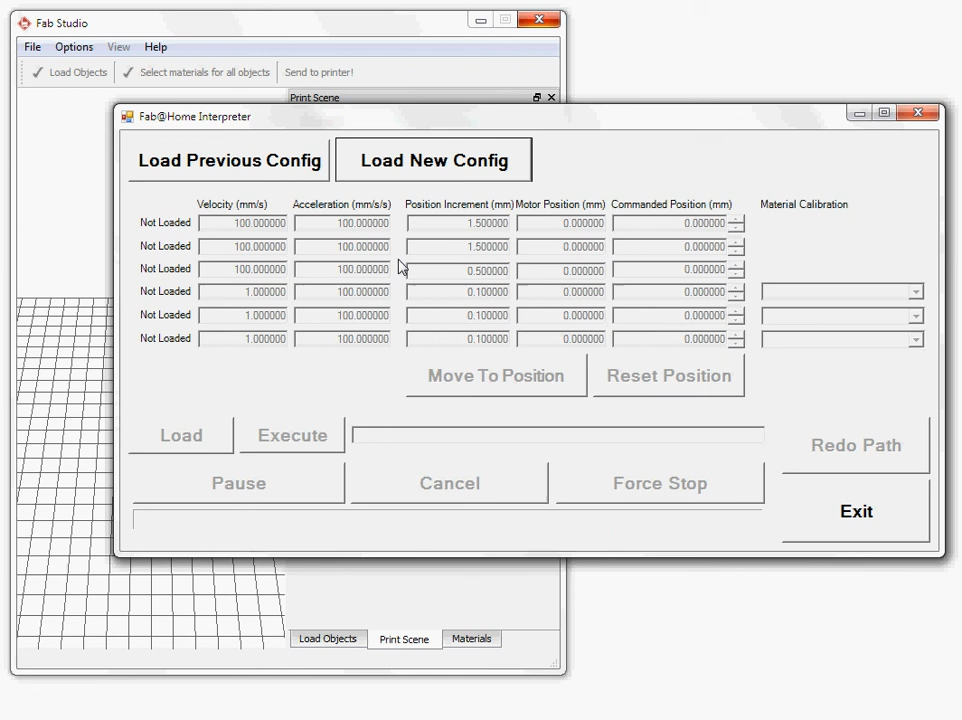 Fab Studio
File Options View Help
Load Objects Select materials for all objects Send to printer!
Print Scene
Fab@Home Interpreter
Load Previous Config Load New Config
Velocity (mm/s) Acceleration (mm/s/s) Position Increment (mm) Motor Position (mm) Commanded Position (mm) Material Calibration
Not Loaded 100.000000 100.000000 1.500000 0.000000 0.000000
Not Loaded 100.000000 100.000000 1.500000 0.000000 0.000000
Not Loaded 100.000000 100.000000 0.500000 0.000000 0.000000
Not Loaded 1.000000 100.000000 0.100000 0.000000 0.000000
Not Loaded 1.000000 100.000000 0.100000 0.000000 0.000000
Not Loaded 1.000000 100.000000 0.100000 0.000000 0.000000
Move To Position Reset Position
Load Execute Redo Path
Pause Cancel Force Stop
Exit
Load Objects Print Scene Materials